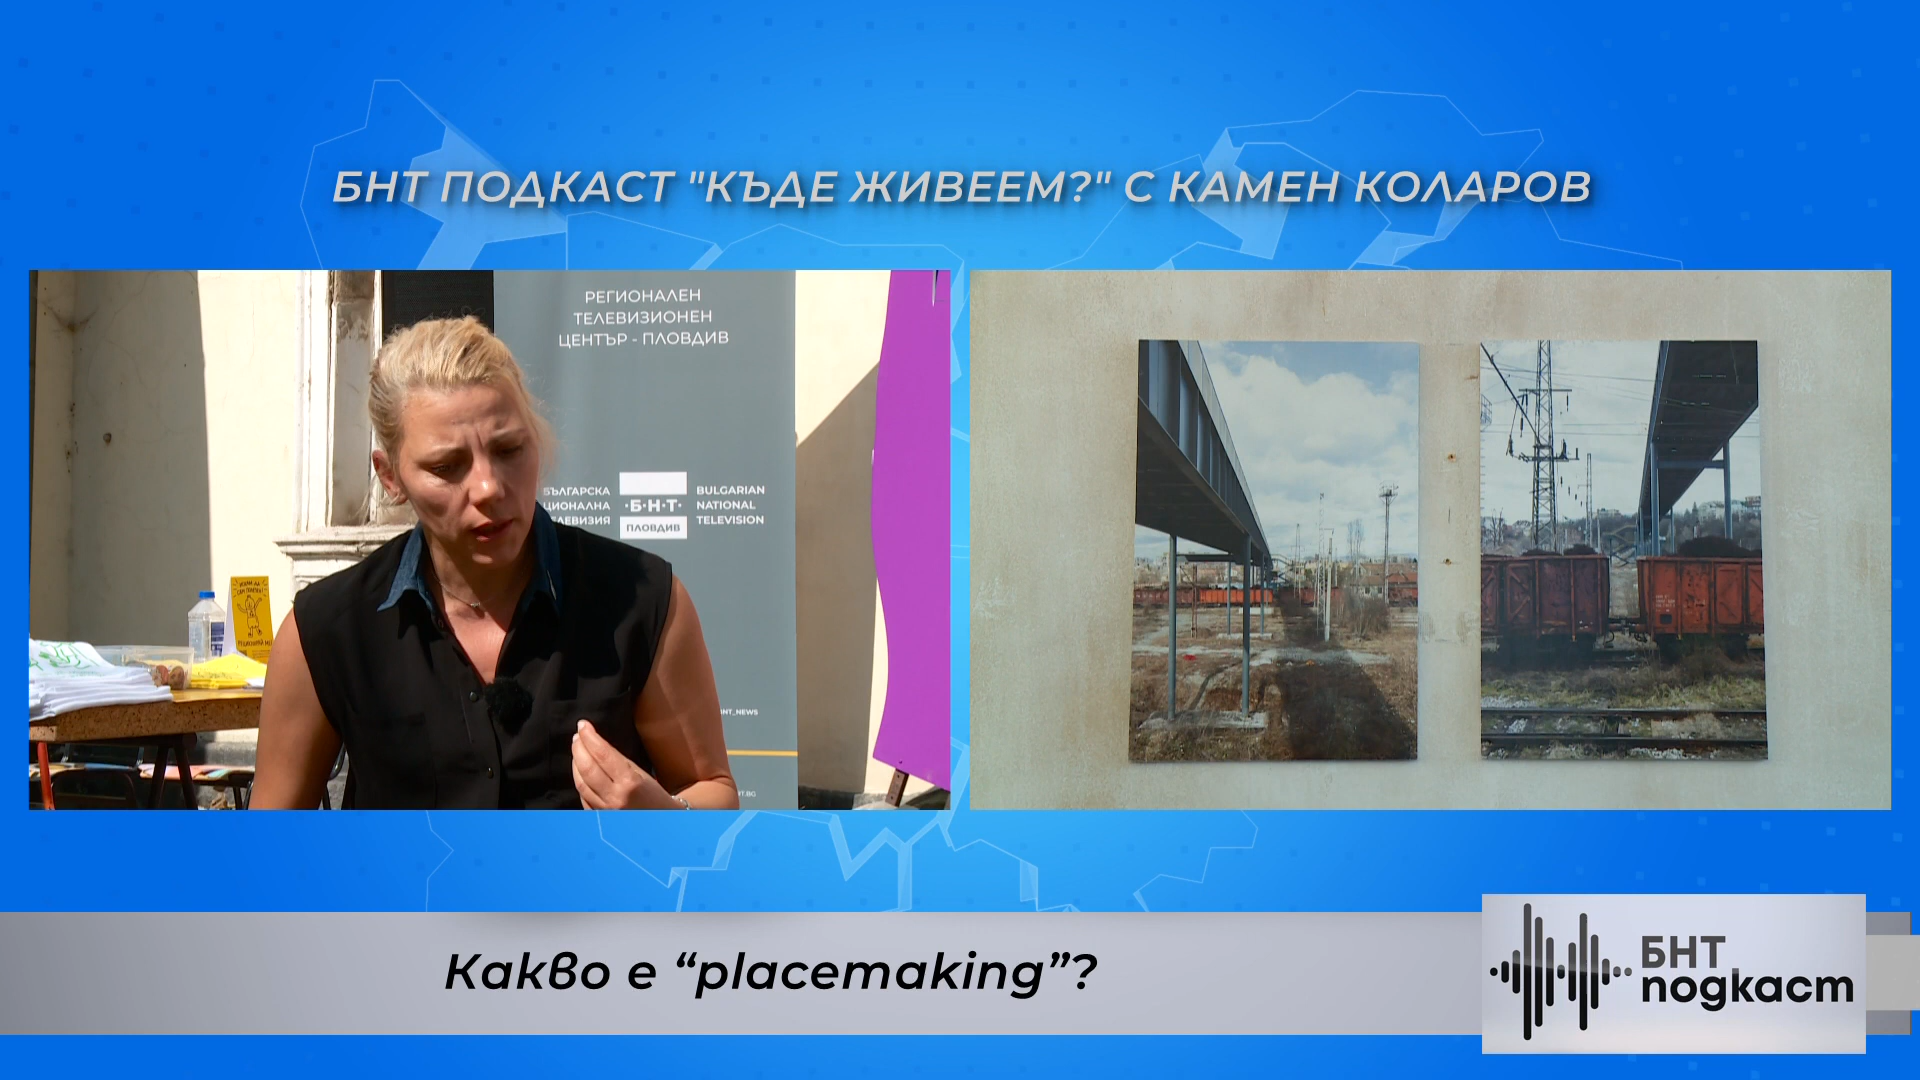 БНТ ПОДКАСТ "КЪДЕ ЖИВЕЕМ?" С КАМЕН КОЛАРОВ
РЕГИОНАЛЕН
ТЕЛЕВИЗИОНЕН
ЦЕНТЪР - ПЛОВДИВ
БЪЛГАРСКА
ЦИОНАЛНА
ЛЕВИЗИЯ
·Б·Н·Т·
ПЛОВДИВ
BULGARIAN
NATIONAL
TELEVISION
NT_NEWS
Какво е “placemaking”?
БНТ
подкаст